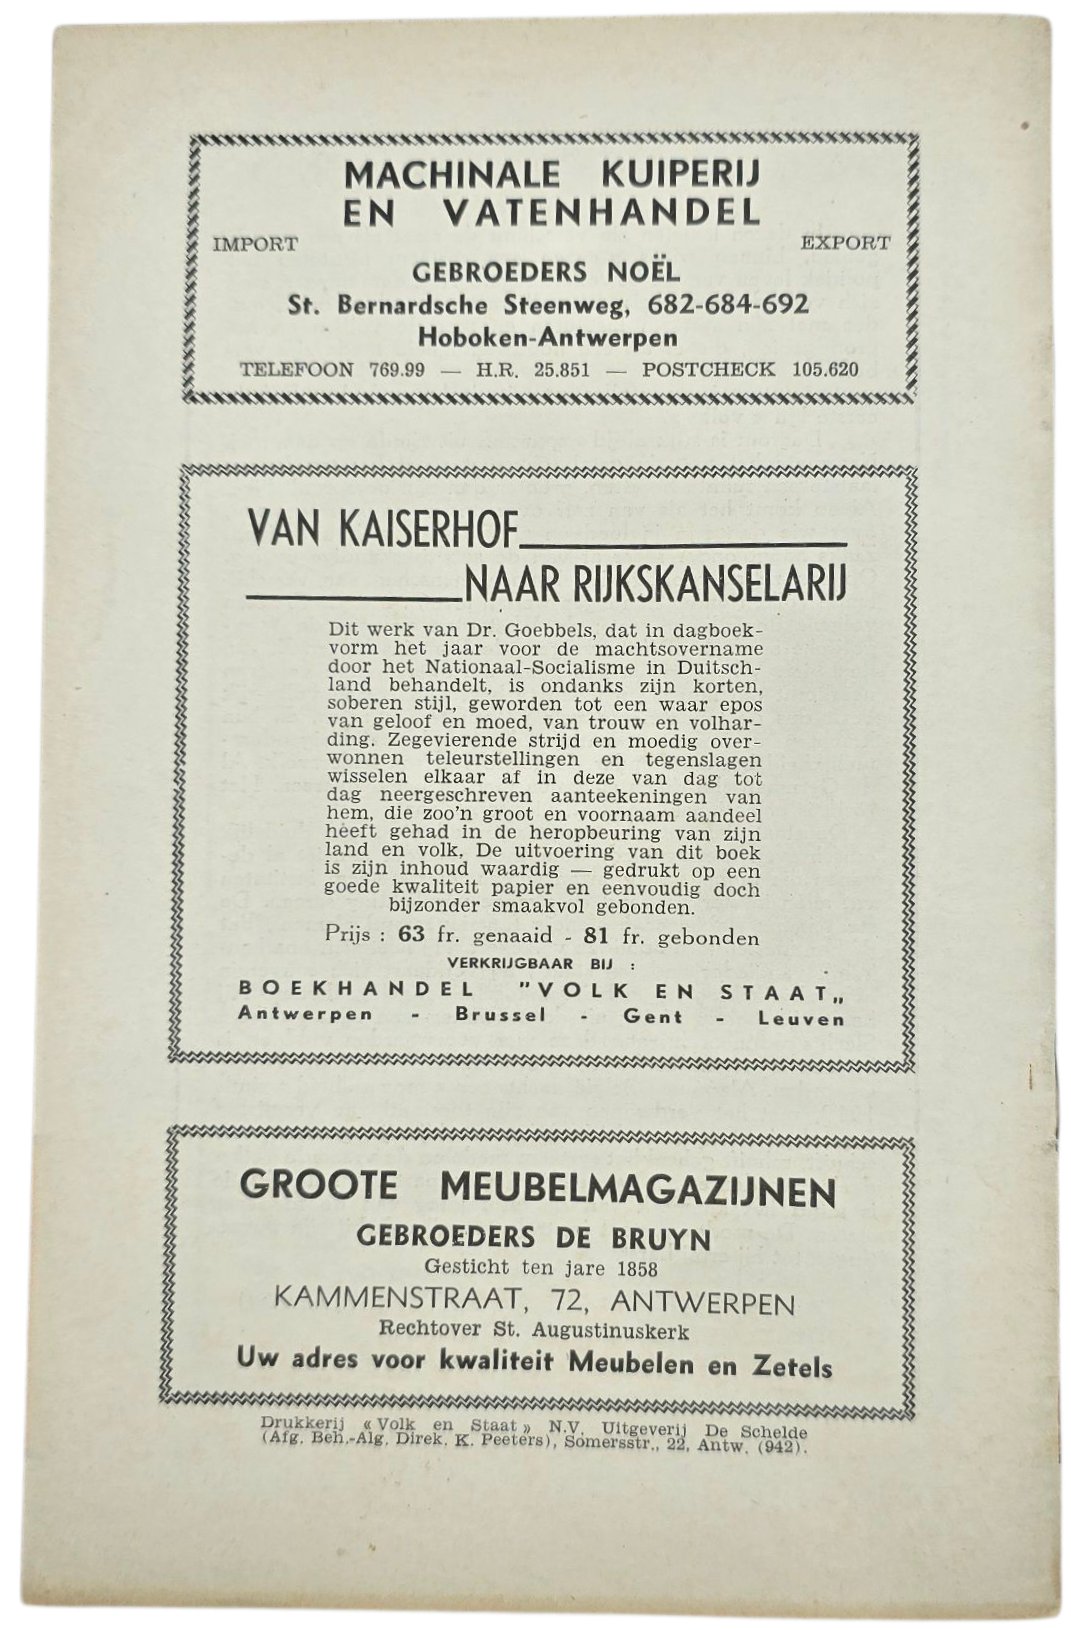 MACHINALE KUIPERIJ
EN VATENHANDEL
IMPORT EXPORT
GEBROEDERS NOËL
St. Bernardsche Steenweg, 682-684-692
Hoboken-Antwerpen
TELEFOON 769.99 — H.R. 25.851 — POSTCHECK 105.620
VAN KAISERHOF
NAAR RIJKSKANSELARIJ
Dit werk van Dr. Goebbels, dat in dagboek-
vorm het jaar voor de machtsovername
door het Nationaal-Socialisme in Duitsch-
land behandelt, is ondanks zijn korten,
soberen stijl, geworden tot een waar epos
van geloof en moed, van trouw en volhar-
ding. Zegevierende strijd en moedig over-
wonnen teleurstellingen en tegenslagen
wisselen elkaar af in deze van dag tot
dag neergeschreven aanteekeningen van
hem, die zoo'n groot en voornaam aandeel
heeft gehad in de heropbeuring van zijn
land en volk. De uitvoering van dit boek
is zijn inhoud waardig — gedrukt op een
goede kwaliteit papier en eenvoudig doch
bijzonder smaakvol gebonden.
Prijs : 63 fr. genaaid - 81 fr. gebonden
VERKRIJGBAAR BIJ :
BOEKHANDEL "VOLK EN STAAT„
Antwerpen - Brussel - Gent - Leuven
GROOTE MEUBELMAGAZIJNEN
GEBROEDERS DE BRUYN
Gesticht ten jare 1858
KAMMENSTRAAT, 72, ANTWERPEN
Rechtover St. Augustinuskerk
Uw adres voor kwaliteit Meubelen en Zetels
Drukkerij « Volk en Staat » N.V. Uitgeverij De Schelde
(Afg. Beh.-Alg. Direk. K. Peeters), Somersstr., 22, Antw. (942).